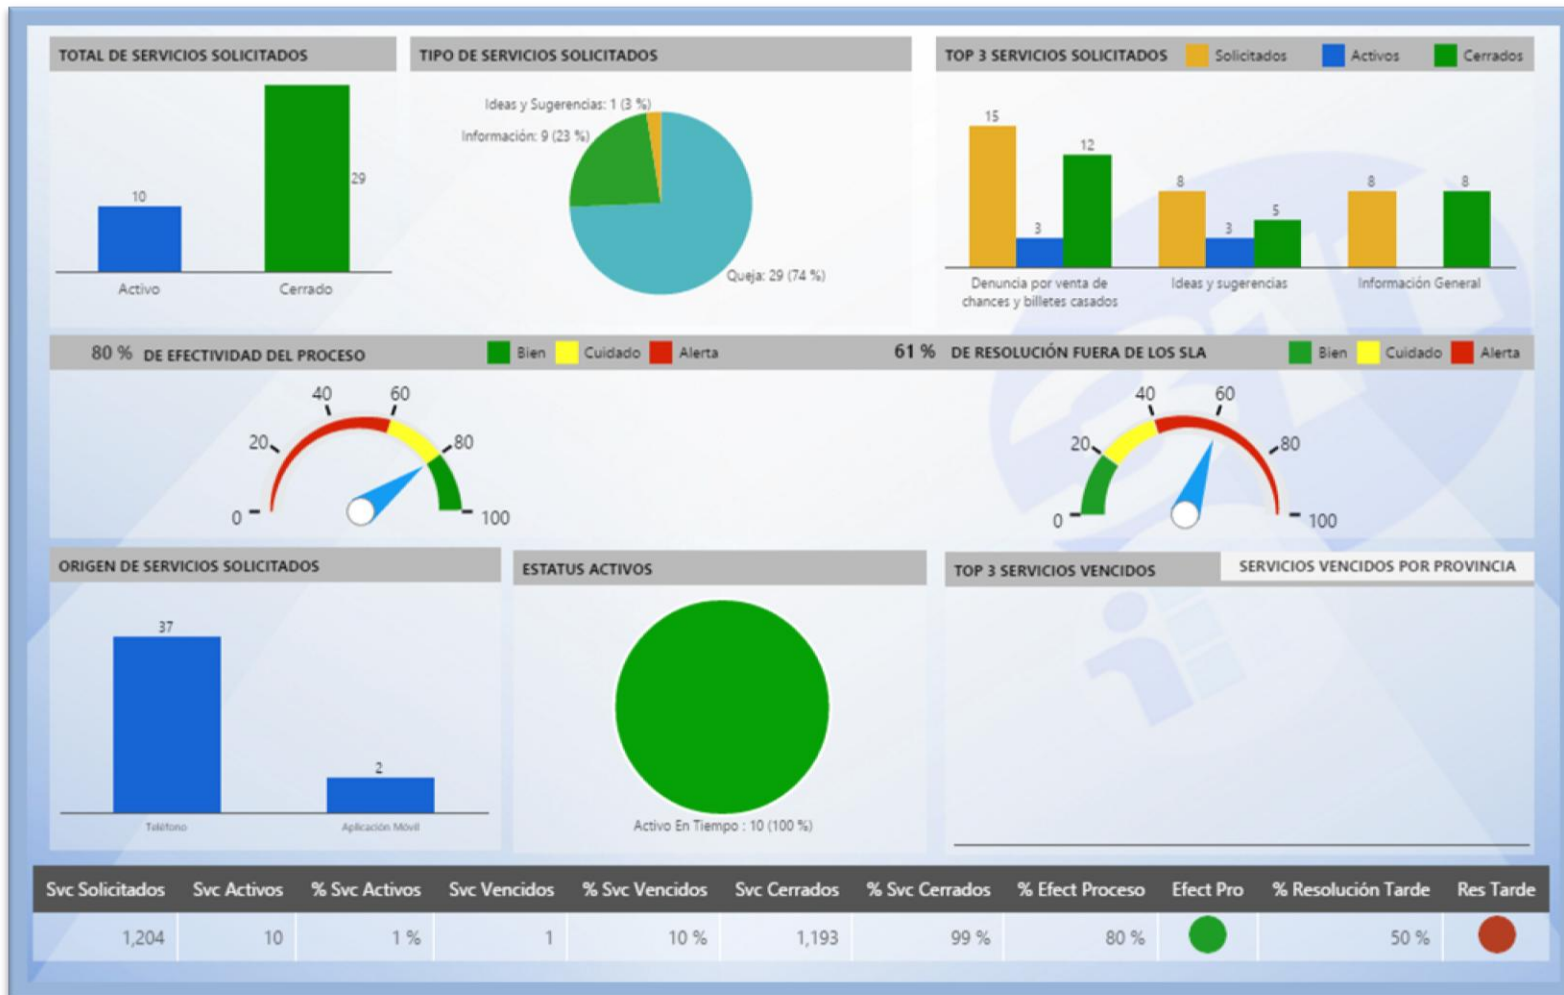 TOTAL DE SERVICIOS SOLICITADOS
10
29
Activo
Cerrado
TIPO DE SERVICIOS SOLICITADOS
Ideas y Sugerencias: 1 (3 %)
Información: 9 (23 %)
Queja: 29 (74 %)
TOP 3 SERVICIOS SOLICITADOS
Solicitados
Activos
Cerrados
15
3
12
8
3
5
8
8
Denuncia por venta de
chances y billetes casados
Ideas y sugerencias
Información General
80 % DE EFECTIVIDAD DEL PROCESO
Bien
Cuidado
Alerta
0
20
40
60
80
100
61 % DE RESOLUCIÓN FUERA DE LOS SLA
Bien
Cuidado
Alerta
0
20
40
60
80
100
ORIGEN DE SERVICIOS SOLICITADOS
37
2
Teléfono
Aplicación Móvil
ESTATUS ACTIVOS
Activo En Tiempo : 10 (100 %)
TOP 3 SERVICIOS VENCIDOS
SERVICIOS VENCIDOS POR PROVINCIA
311
Svc Solicitados Svc Activos % Svc Activos Svc Vencidos % Svc Vencidos Svc Cerrados % Svc Cerrados % Efect Proceso Efect Pro % Resolución Tarde Res Tarde
1,204 10 1 % 1 10 % 1,193 99 % 80 % 50 %